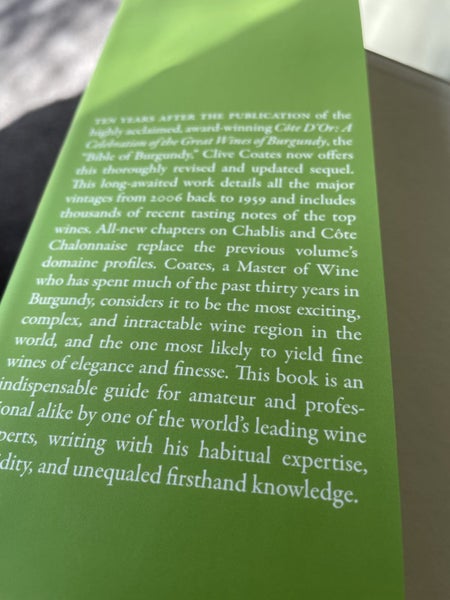 TEN YEARS AFTER THE PUBLICATION of the
highly acclaimed, award-winning Côte D'Or: A
Celebration of the Great Wines of Burgundy, the
"Bible of Burgundy," Clive Coates now offers
this thoroughly revised and updated sequel.
This long-awaited work details all the major
vintages from 2006 back to 1959 and includes
thousands of recent tasting notes of the top
wines. All-new chapters on Chablis and Côte
Chalonnaise replace the previous volume's
domaine profiles. Coates, a Master of Wine
who has spent much of the past thirty years in
Burgundy, considers it to be the most exciting,
complex, and intractable wine region in the
world, and the one most likely to yield fine
wines of elegance and finesse. This book is an
indispensable guide for amateur and profes-
ional alike by one of the world's leading wine
perts, writing with his habitual expertise,
dity, and unequaled firsthand knowledge.